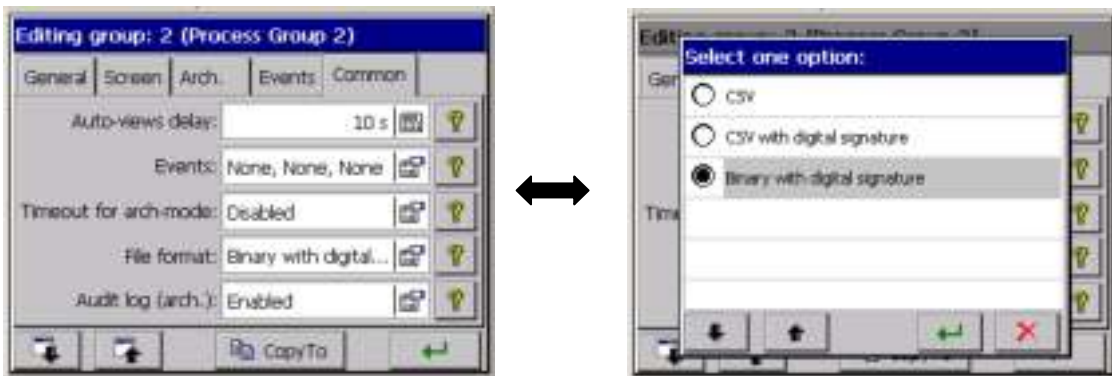 Editing group: 2 (Process Group 2)
General Screen Arch. Events Common
Auto-views delay: 10 s
Events: None, None, None
Timeout for arch-mode: Disabled
File format: Binary with digital...
Audit log (arch.): Enabled
CopyTo
Select one option:
CSV
CSV with digital signature
Binary with digital signature